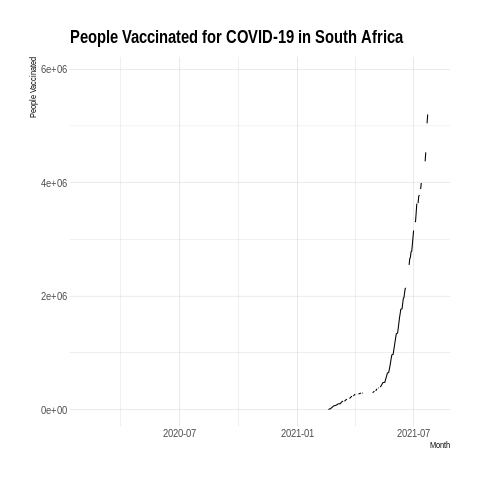 People Vaccinated for COVID-19 in South Africa
People Vaccinated
6e+06
4e+06
2e+06
0e+00
2020-07
2021-01
2021-07
Month